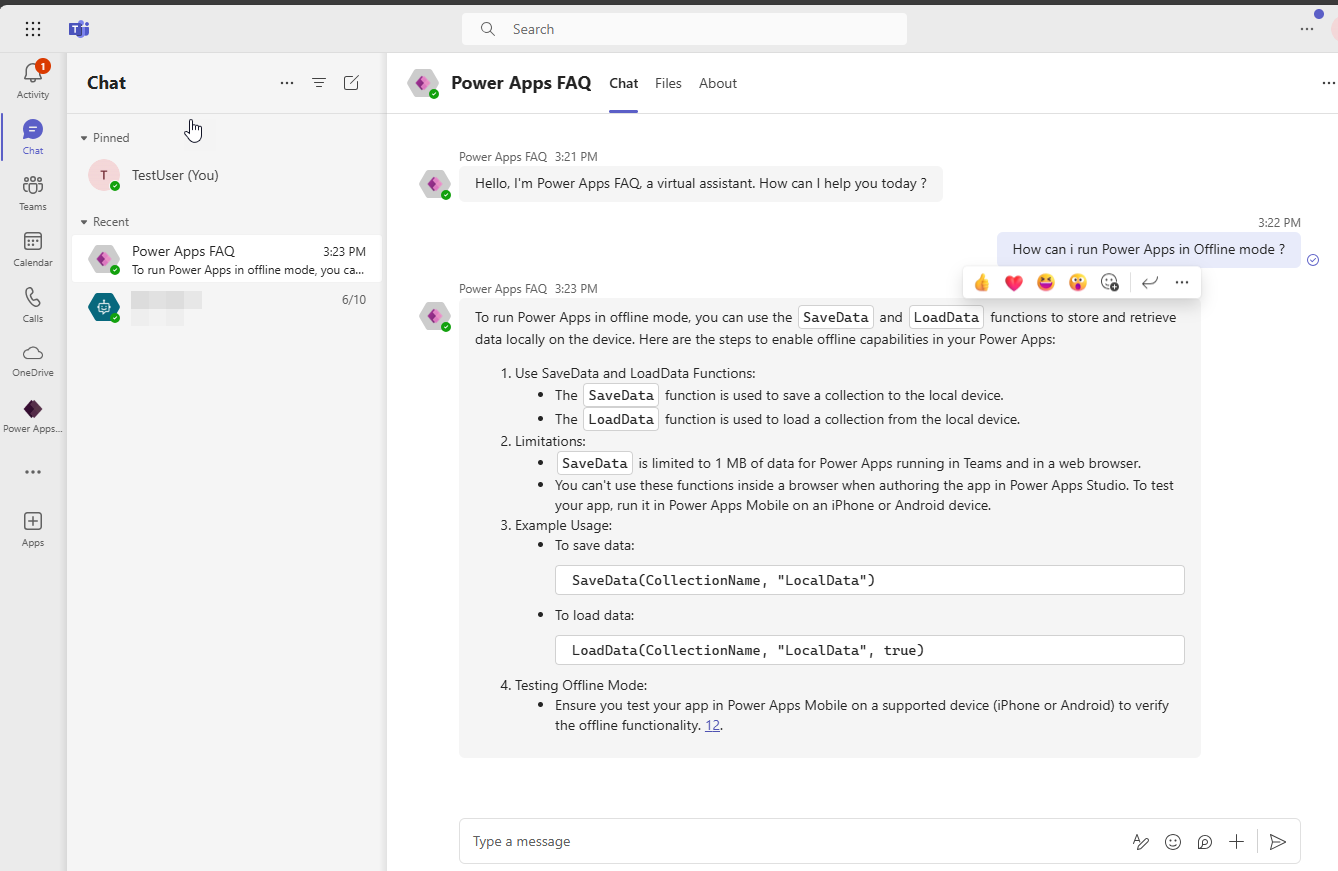 Search
1
Activity
Chat
Teams
Calendar
Calls
OneDrive
Power Apps...
Apps
Chat
Pinned
T TestUser (You)
Recent
Power Apps FAQ 3:23 PM
To run Power Apps in offline mode, you ca...
6/10
Power Apps FAQ Chat Files About
Power Apps FAQ 3:21 PM
Hello, I'm Power Apps FAQ, a virtual assistant. How can I help you today ?
3:22 PM
How can i run Power Apps in Offline mode ?
Power Apps FAQ 3:23 PM
To run Power Apps in offline mode, you can use the SaveData and LoadData functions to store and retrieve
data locally on the device. Here are the steps to enable offline capabilities in your Power Apps:
1. Use SaveData and LoadData Functions:
• The SaveData function is used to save a collection to the local device.
• The LoadData function is used to load a collection from the local device.
2. Limitations:
• SaveData is limited to 1 MB of data for Power Apps running in Teams and in a web browser.
• You can't use these functions inside a browser when authoring the app in Power Apps Studio. To test
your app, run it in Power Apps Mobile on an iPhone or Android device.
3. Example Usage:
• To save data:
SaveData(CollectionName, "LocalData")
• To load data:
LoadData(CollectionName, "LocalData", true)
4. Testing Offline Mode:
• Ensure you test your app in Power Apps Mobile on a supported device (iPhone or Android) to verify
the offline functionality. 12.
Type a message